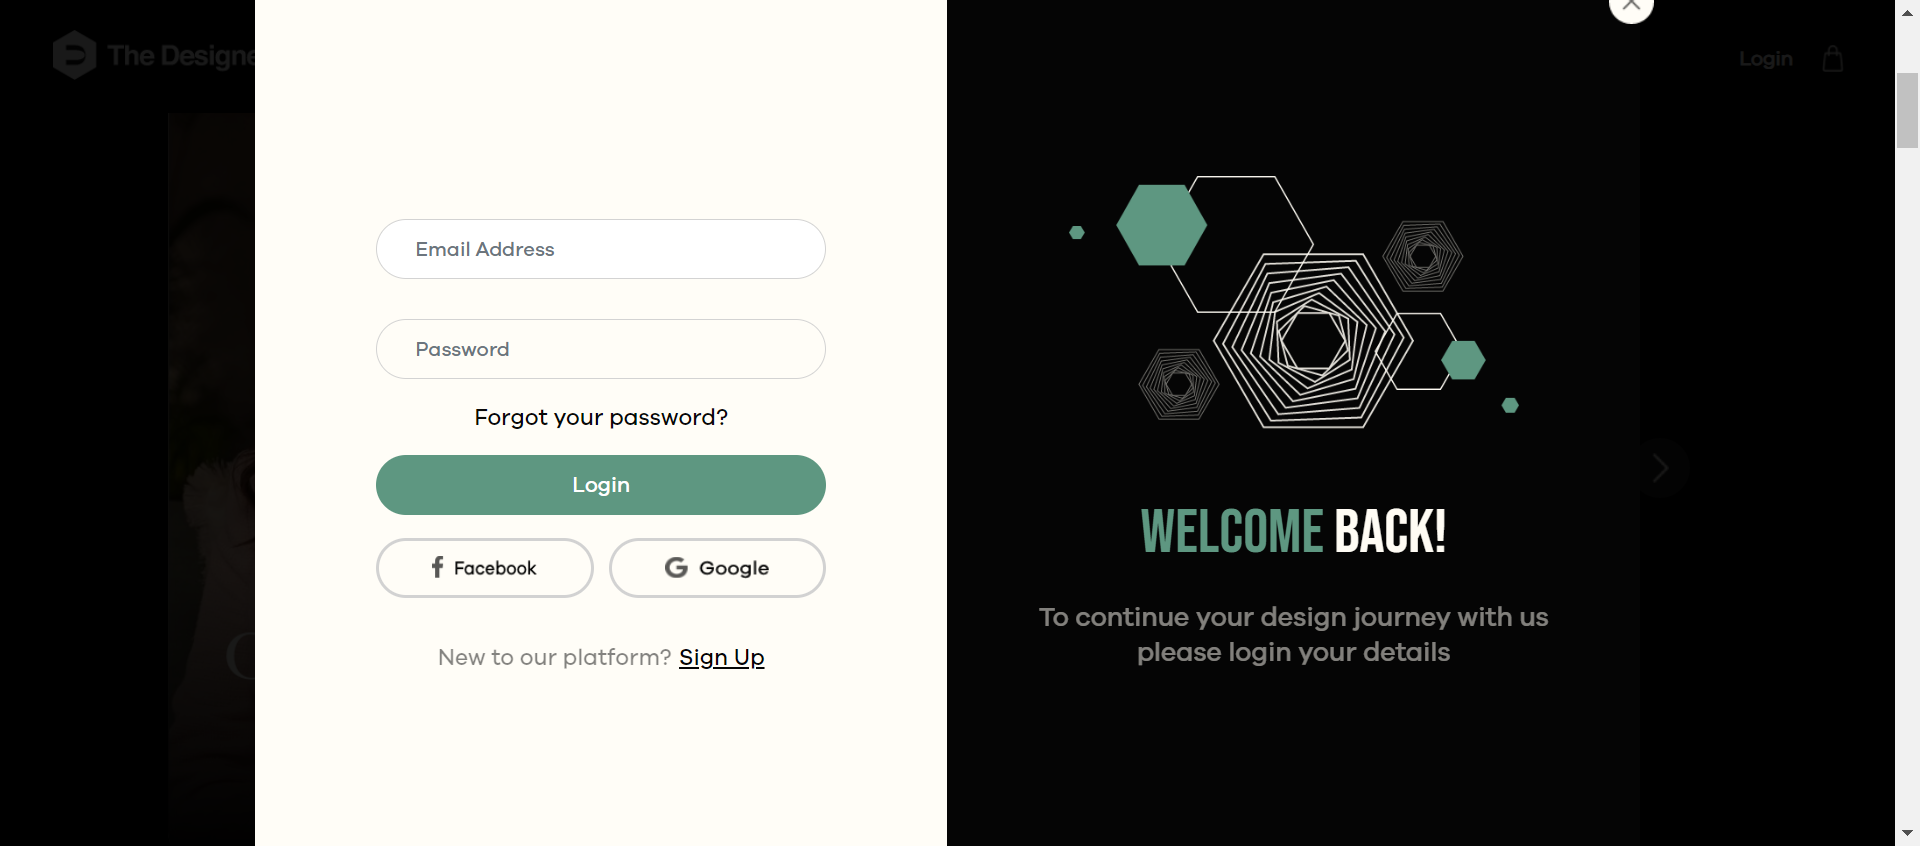 The Designe
Login
Email Address
Password
Forgot your password?
Login
Facebook
Google
New to our platform? Sign Up
WELCOME BACK!
To continue your design journey with us
please login your details